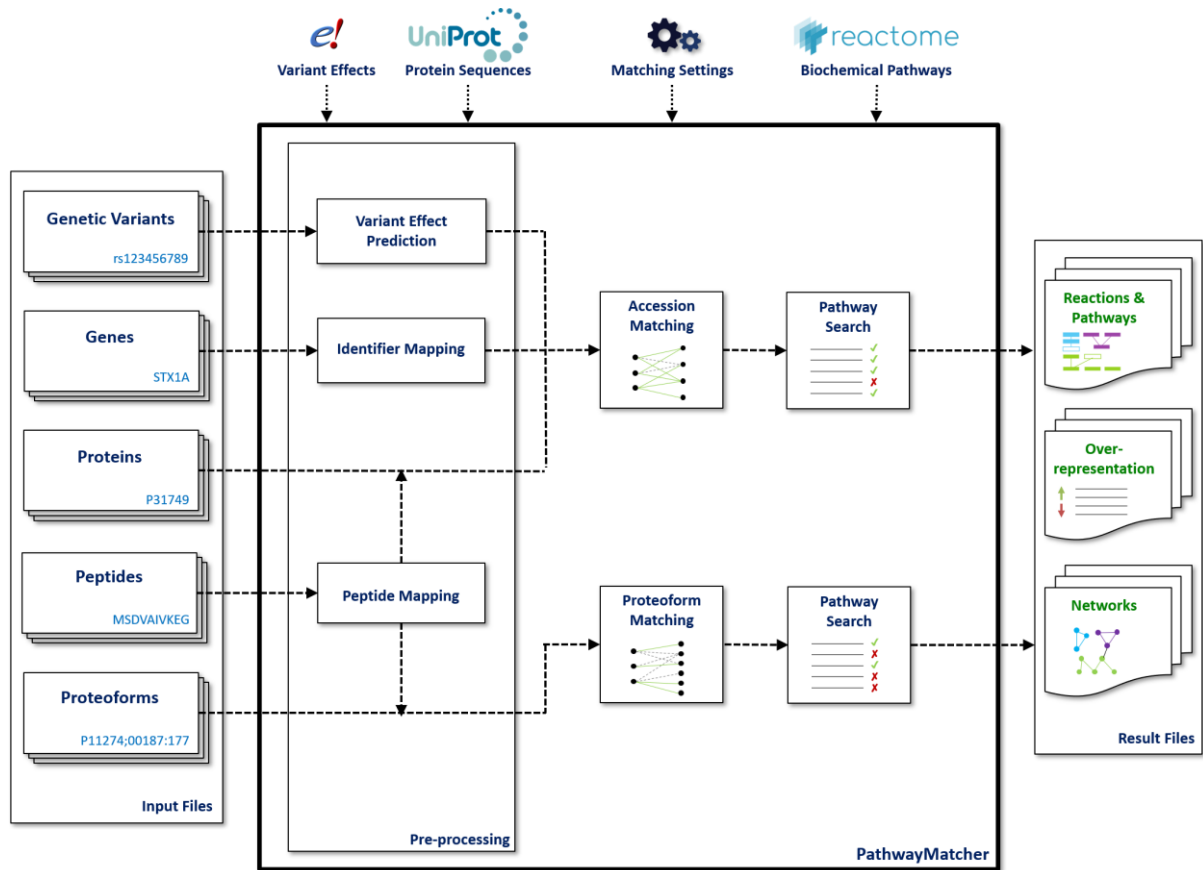 e!
UniProt
reactome
Variant Effects
Protein Sequences
Matching Settings
Biochemical Pathways
Genetic Variants
rs123456789
Genes
STX1A
Proteins
P31749
Peptides
MSDVAIVKEG
Proteoforms
P11274;00187:177
Input Files
Variant Effect
Prediction
Identifier Mapping
Peptide Mapping
Pre-processing
Accession
Matching
Pathway
Search
✓
✓
✓
✗
✓
Proteoform
Matching
Pathway
Search
✓
✗
✓
✗
✗
PathwayMatcher
Reactions &
Pathways
Over-
representation
Networks
Result Files